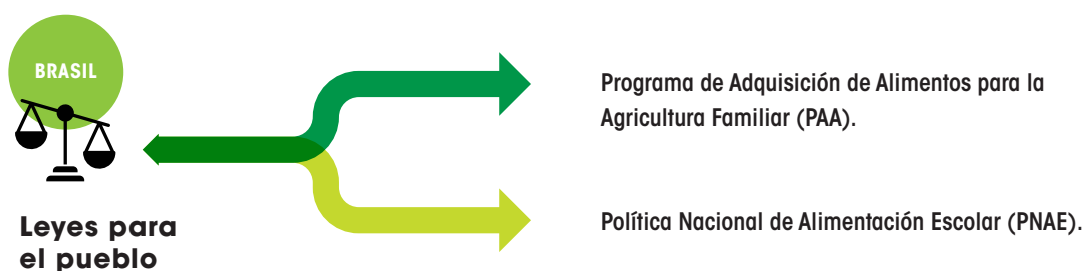 BRASIL
Leyes para
el pueblo
Programa de Adquisición de Alimentos para la
Agricultura Familiar (PAA).
Política Nacional de Alimentación Escolar (PNAE).